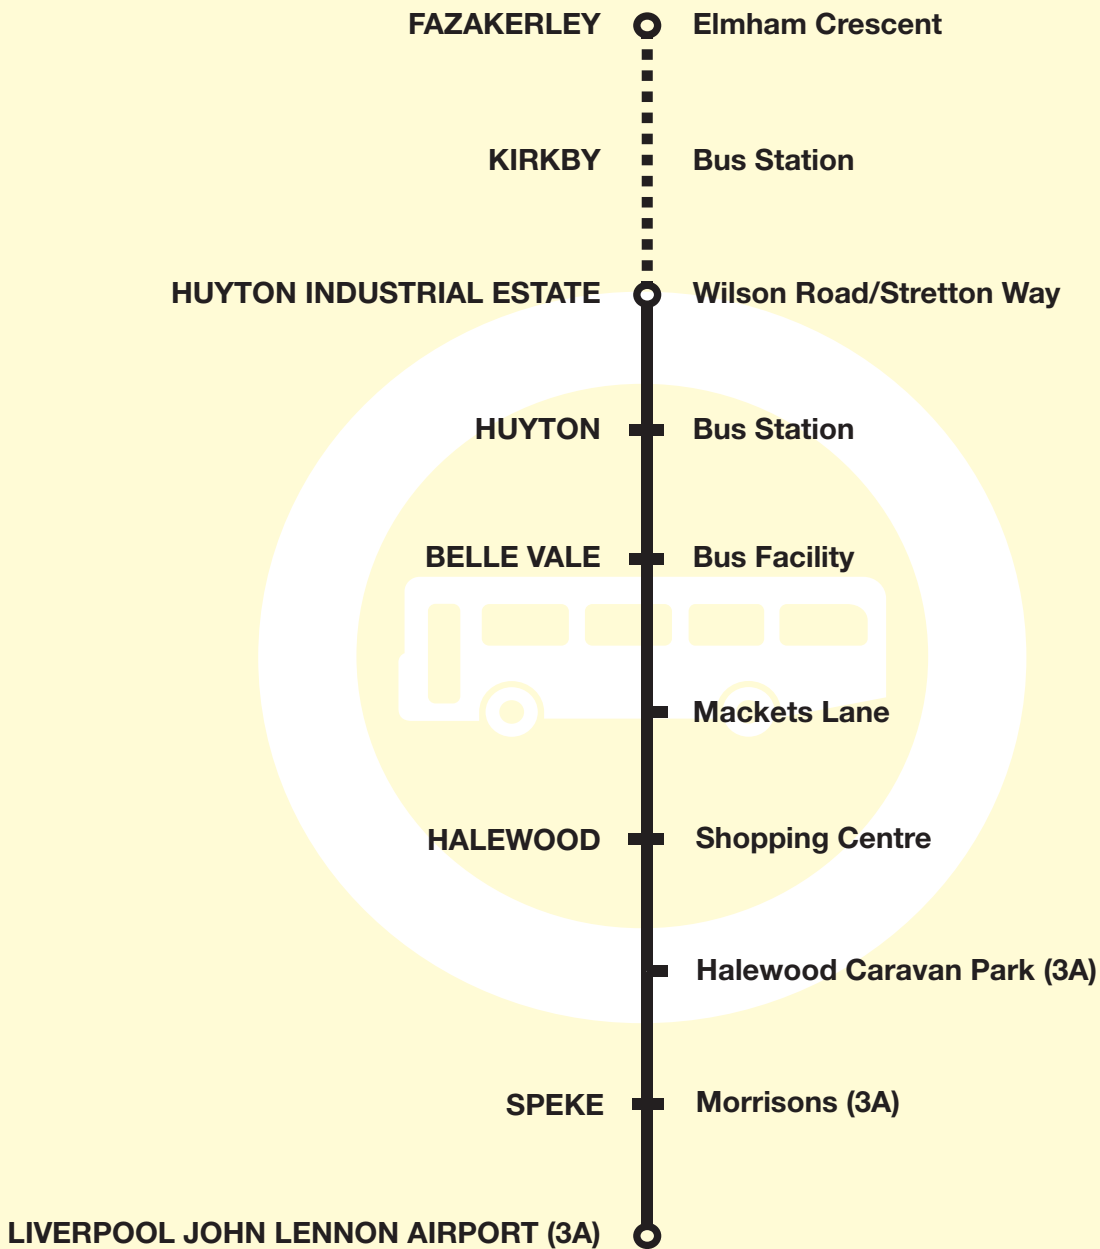 FAZAKERLEY Elmham Crescent
KIRKBY Bus Station
HUYTON INDUSTRIAL ESTATE Wilson Road/Stretton Way
HUYTON Bus Station
BELLE VALE Bus Facility
Mackets Lane
HALEWOOD Shopping Centre
Halewood Caravan Park (3A)
SPEKE Morrisons (3A)
LIVERPOOL JOHN LENNON AIRPORT (3A)